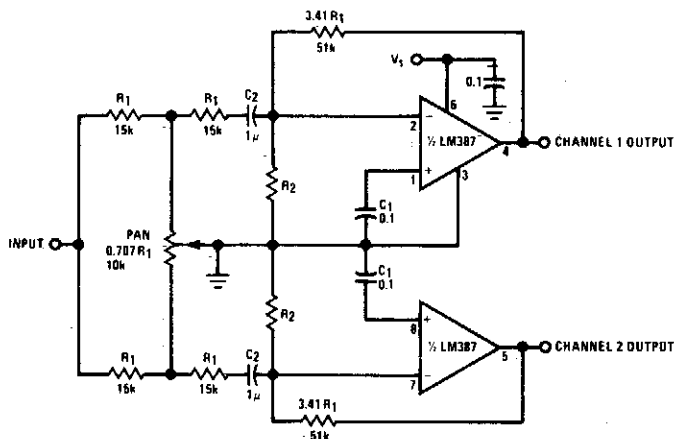 3.41 R1
51k
V5
0.1
6
R1
15k
R1
15k
C2
1µ
2
−
½ LM387
4
CHANNEL 1 OUTPUT
1
+
3
R2
C1
0.1
PAN
0.707 R1
10k
INPUT
C1
0.1
R2
8
+
½ LM387
5
CHANNEL 2 OUTPUT
7
−
R1
15k
R1
15k
C2
1µ
3.41 R1
51k